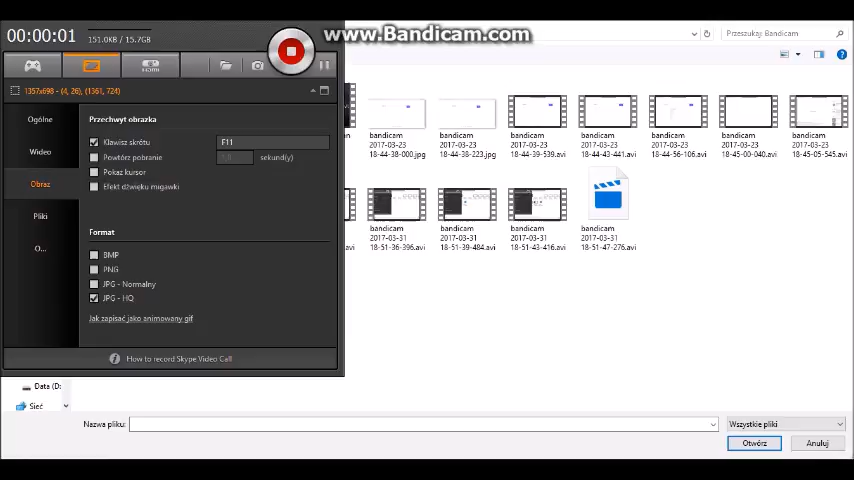 www.Bandicam.com
00:00:01
151.0KB / 15.7GB
HDMI
1357x698 - (4, 26), (1361, 724)
Ogólne
Wideo
Obraz
Pliki
O...
Przechwyt obrazka
Klawisz skrótu
F11
Powtórz pobranie
1,0
sekund(y)
Pokaż kursor
Efekt dźwięku migawki
Format
BMP
PNG
JPG - Normalny
JPG - HQ
Jak zapisać jako animowany gif
How to record Skype Video Call
Przeszukaj: Bandicam
bandicam
2017-03-23
18-44-38-000.jpg
bandicam
2017-03-23
18-44-38-223.jpg
bandicam
2017-03-23
18-44-39-539.avi
bandicam
2017-03-23
18-44-43-441.avi
bandicam
2017-03-23
18-44-56-106.avi
bandicam
2017-03-23
18-45-00-040.avi
bandicam
2017-03-23
18-45-05-545.avi
bandicam
2017-03-31
18-51-36-396.avi
bandicam
2017-03-31
18-51-39-484.avi
bandicam
2017-03-31
18-51-43-416.avi
bandicam
2017-03-31
18-51-47-276.avi
Data (D:
Sieć
Nazwa pliku:
Wszystkie pliki
Otwórz
Anuluj